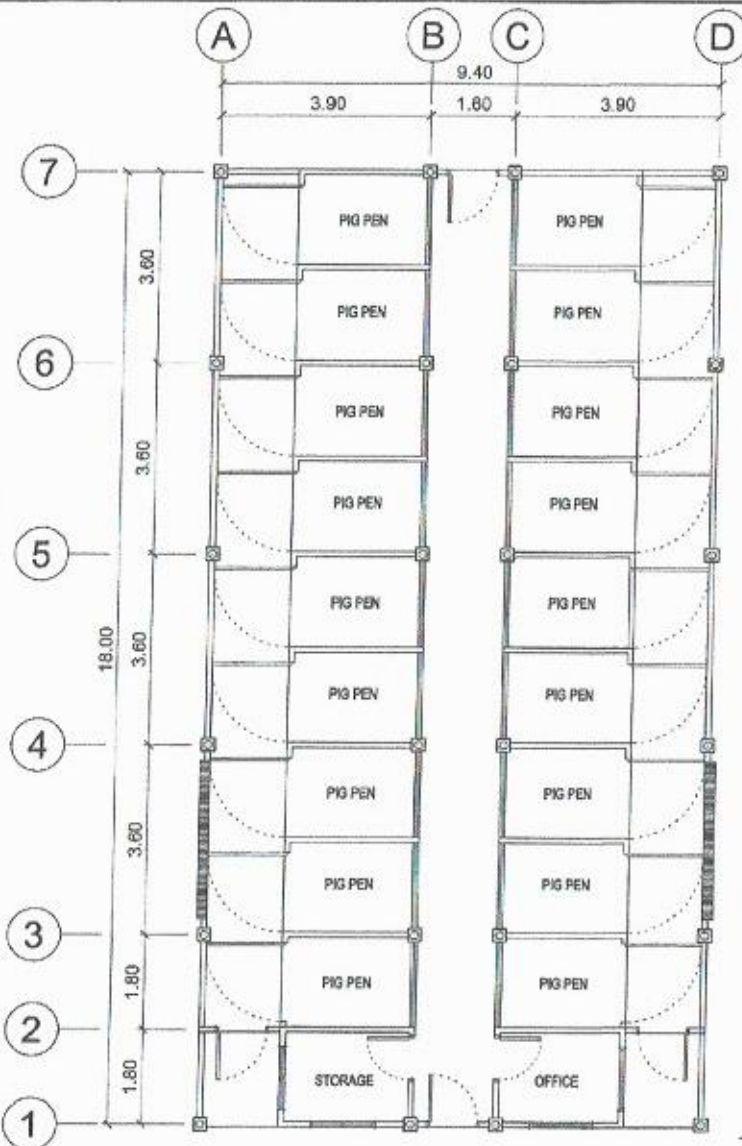 A B C D
9.40
3.90 1.60 3.90
7
PIG PEN PIG PEN
3.60
PIG PEN PIG PEN
6
PIG PEN PIG PEN
3.60
PIG PEN PIG PEN
5
PIG PEN PIG PEN
18.00
3.60
PIG PEN PIG PEN
4
PIG PEN PIG PEN
3.60
PIG PEN PIG PEN
3
PIG PEN PIG PEN
1.80
2
STORAGE OFFICE
1.80
1